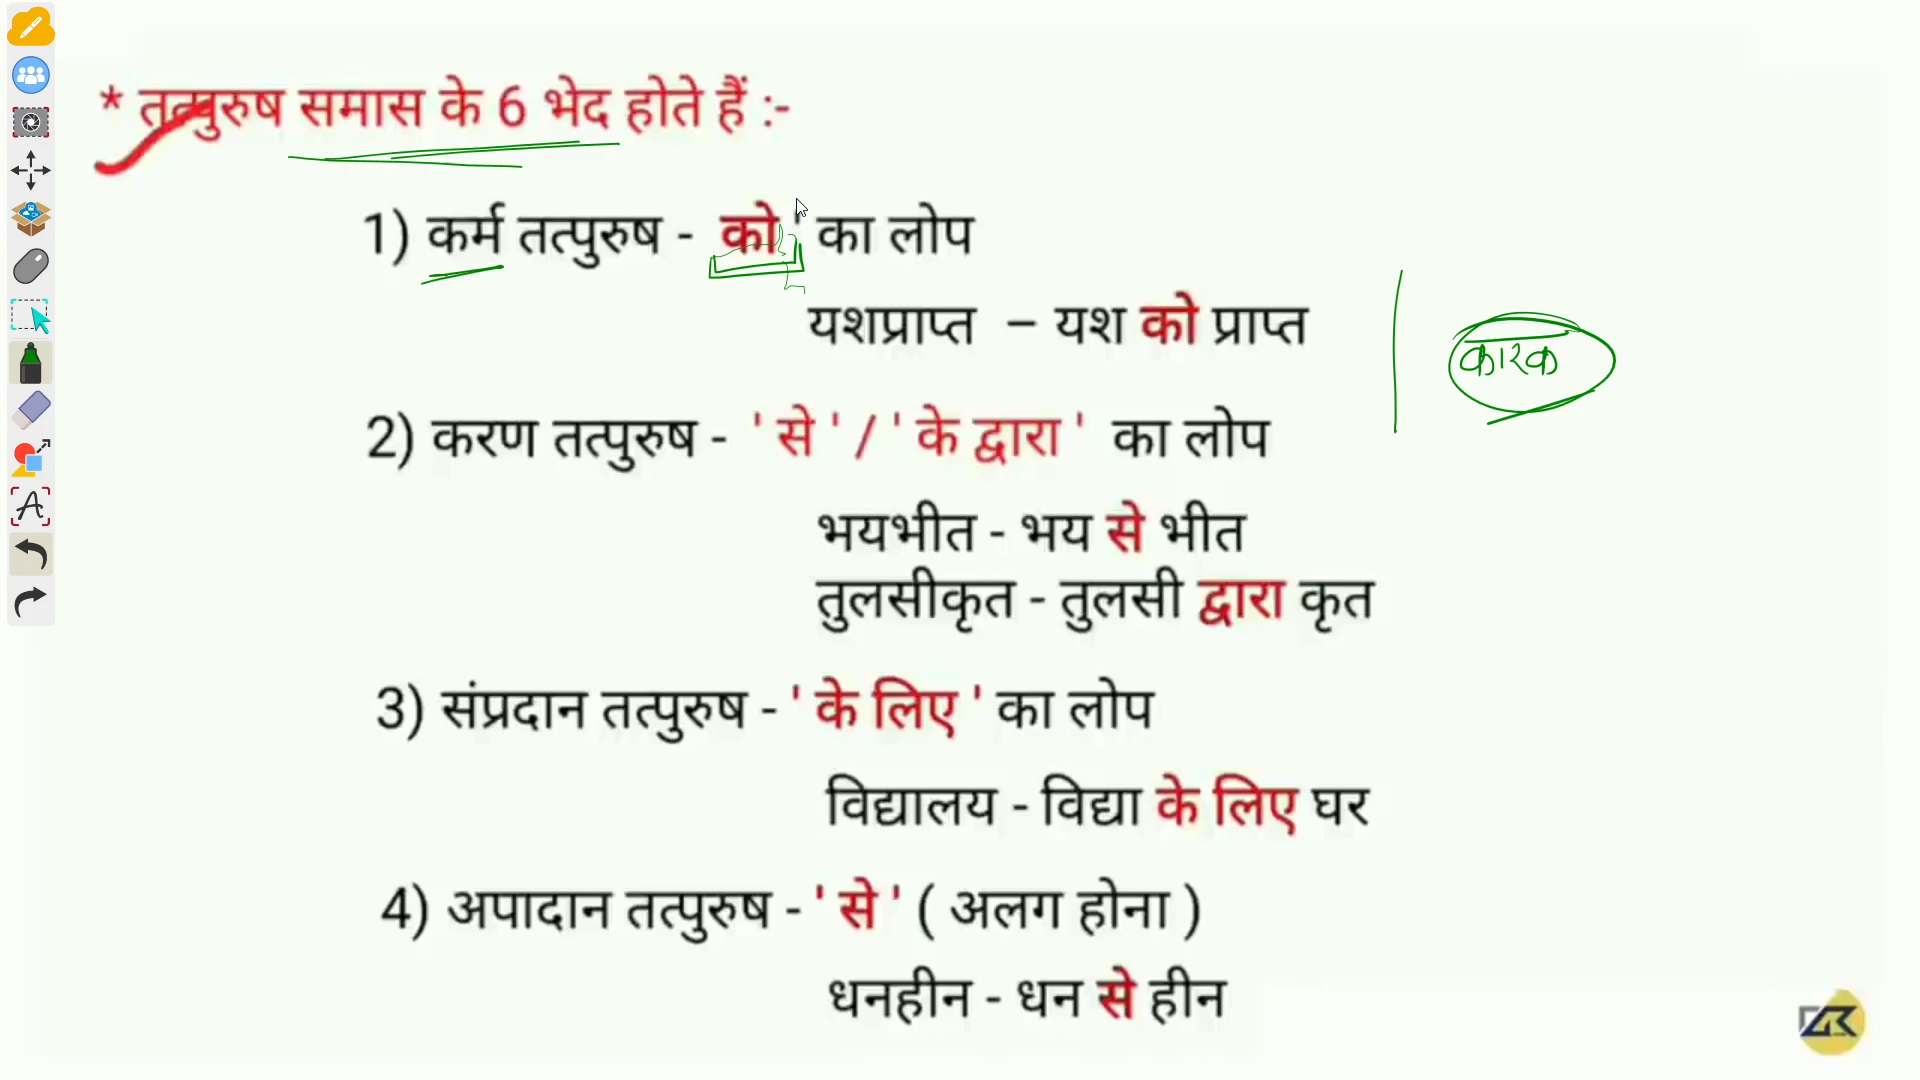 * तत्पुरुष समास के 6 भेद होते हैं :-
1) कर्म तत्पुरुष - को ' का लोप
यशप्राप्त – यश को प्राप्त
कारक
2) करण तत्पुरुष - ' से ' / ' के द्वारा ' का लोप
भयभीत - भय से भीत
तुलसीकृत - तुलसी द्वारा कृत
3) संप्रदान तत्पुरुष - ' के लिए ' का लोप
विद्यालय - विद्या के लिए घर
4) अपादान तत्पुरुष - ' से ' ( अलग होना )
धनहीन - धन से हीन